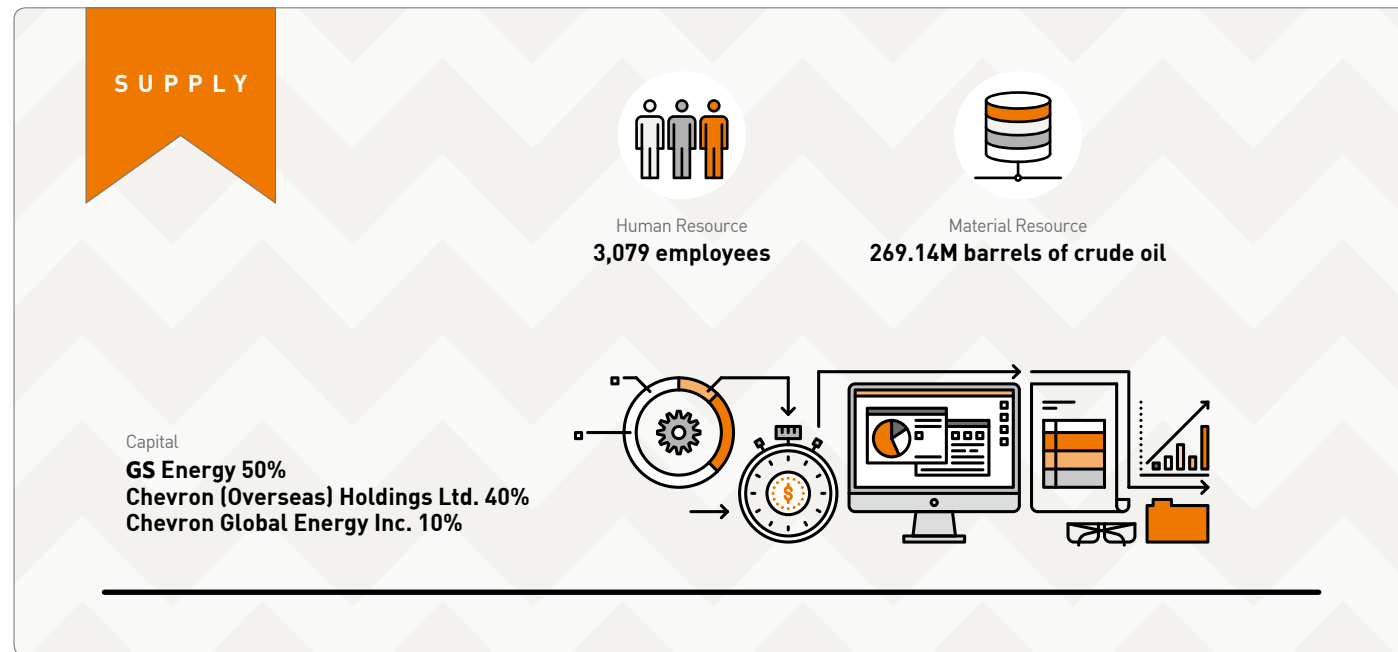 SUPPLY
Human Resource
3,079 employees
Material Resource
269.14M barrels of crude oil
Capital
GS Energy 50%
Chevron (Overseas) Holdings Ltd. 40%
Chevron Global Energy Inc. 10%
$